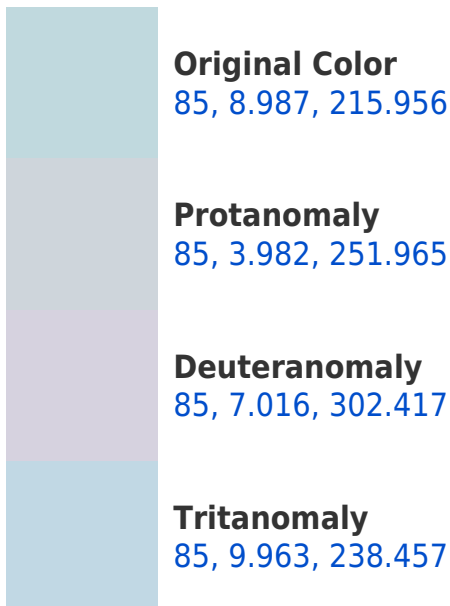 Original Color
85, 8.987, 215.956
Protanomaly
85, 3.982, 251.965
Deuteranomaly
85, 7.016, 302.417
Tritanomaly
85, 9.963, 238.457